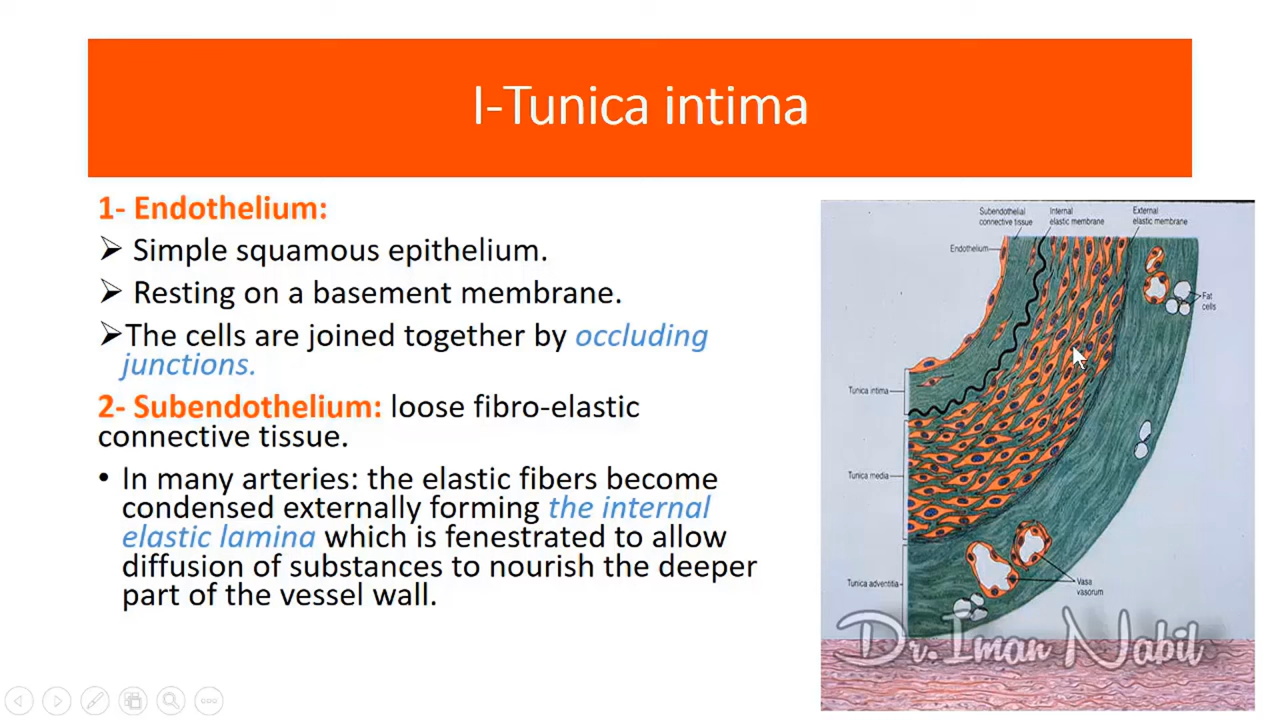 I-Tunica intima
1- Endothelium:
➤ Simple squamous epithelium.
➤ Resting on a basement membrane.
➤The cells are joined together by occluding
junctions.
2- Subendothelium: loose fibro-elastic
connective tissue.
• In many arteries: the elastic fibers become
condensed externally forming the internal
elastic lamina which is fenestrated to allow
diffusion of substances to nourish the deeper
part of the vessel wall.
Subendothelial
connective tissue
Internal
elastic membrane
External
elastic membrane
Endothelium
Fat
cells
Tunica intima
Tunica media
Tunica adventitia
Vasa
vasorum
Dr.Iman Nabil